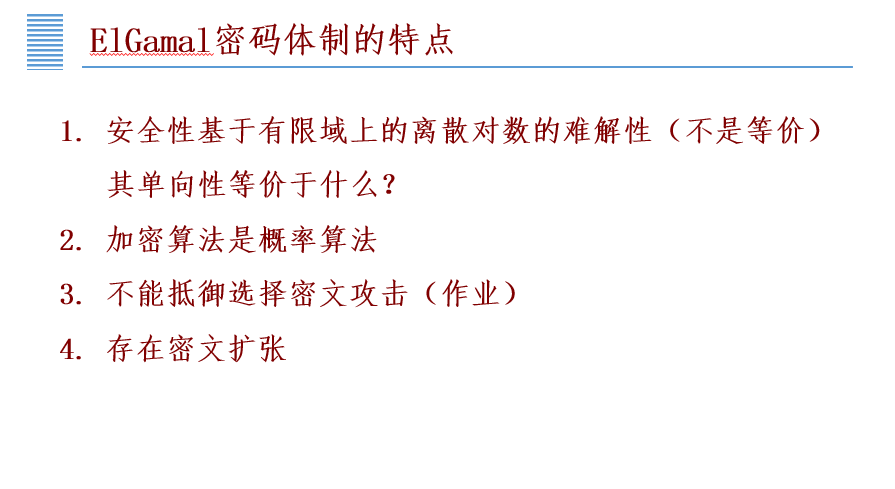 ElGamal密码体制的特点
1. 安全性基于有限域上的离散对数的难解性（不是等价）
其单向性等价于什么？
2. 加密算法是概率算法
3. 不能抵御选择密文攻击（作业）
4. 存在密文扩张